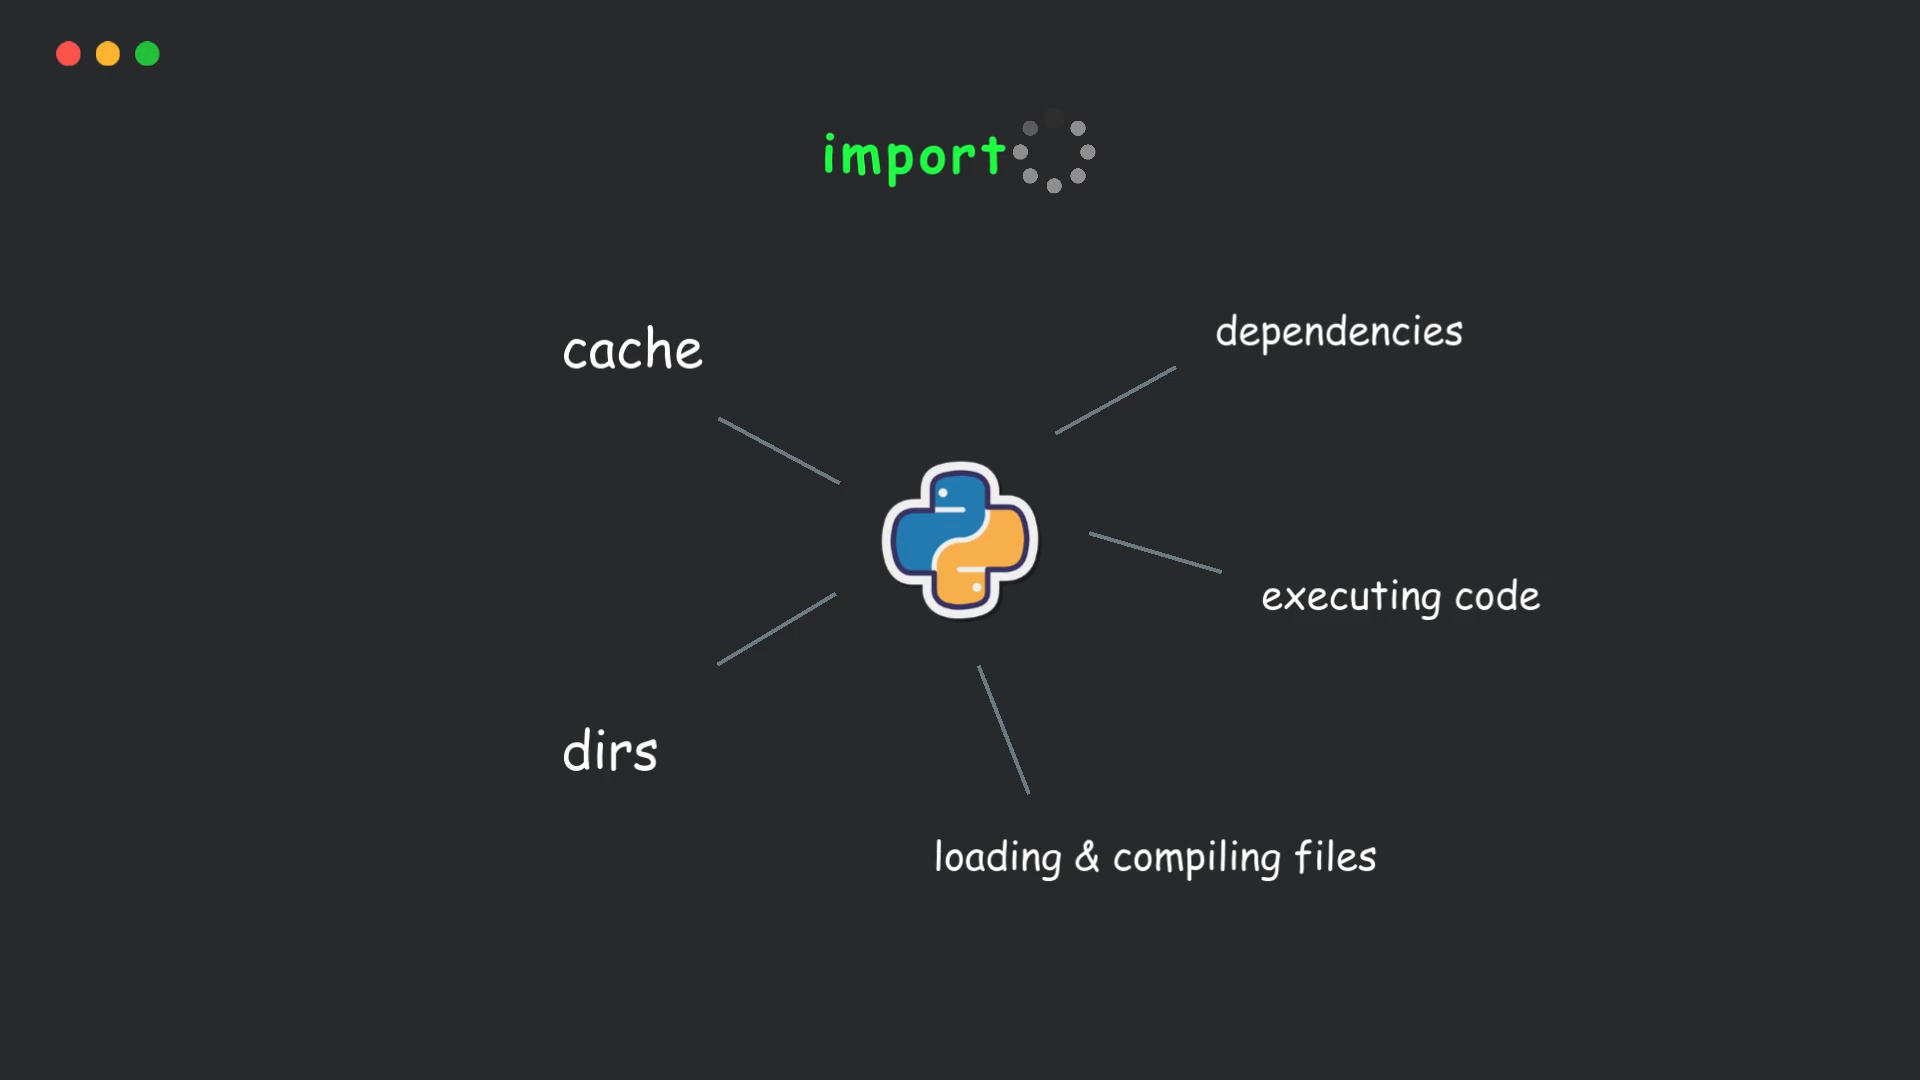 import
cache
dependencies
executing code
dirs
loading & compiling files